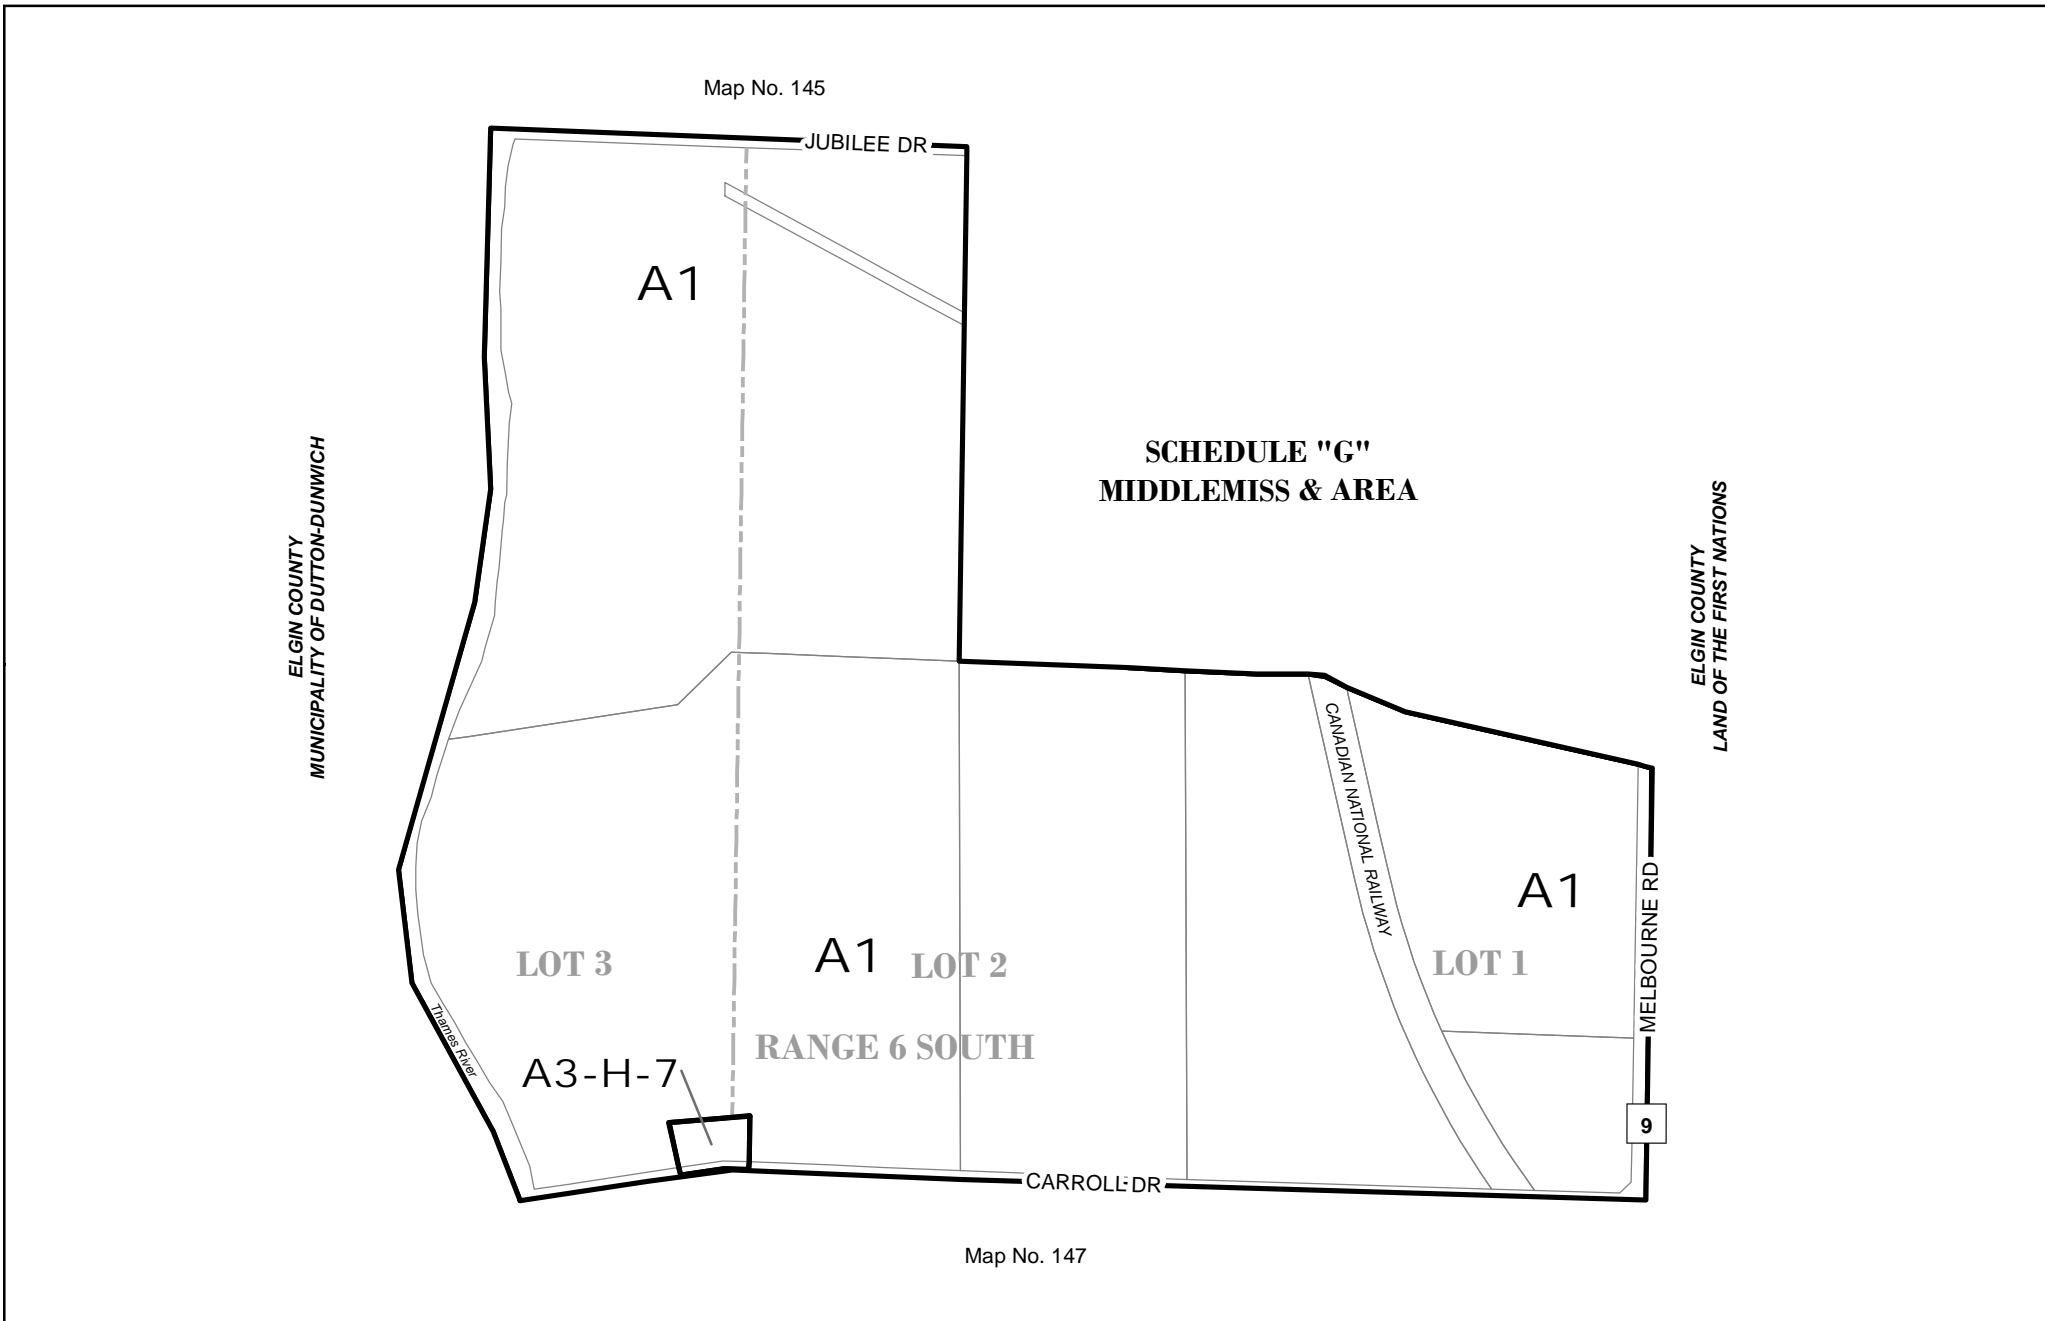 Map No. 145
JUBILEE DR
A1
SCHEDULE "G"
MIDDLEMISS & AREA
ELGIN COUNTY
MUNICIPALITY OF DUTTON-DUNWICH
ELGIN COUNTY
LAND OF THE FIRST NATIONS
CANADIAN NATIONAL RAILWAY
A1
MELBOURNE RD
A1
LOT 3
LOT 2
LOT 1
Thames River
RANGE 6 SOUTH
A3-H-7
9
CARROLL DR
Map No. 147